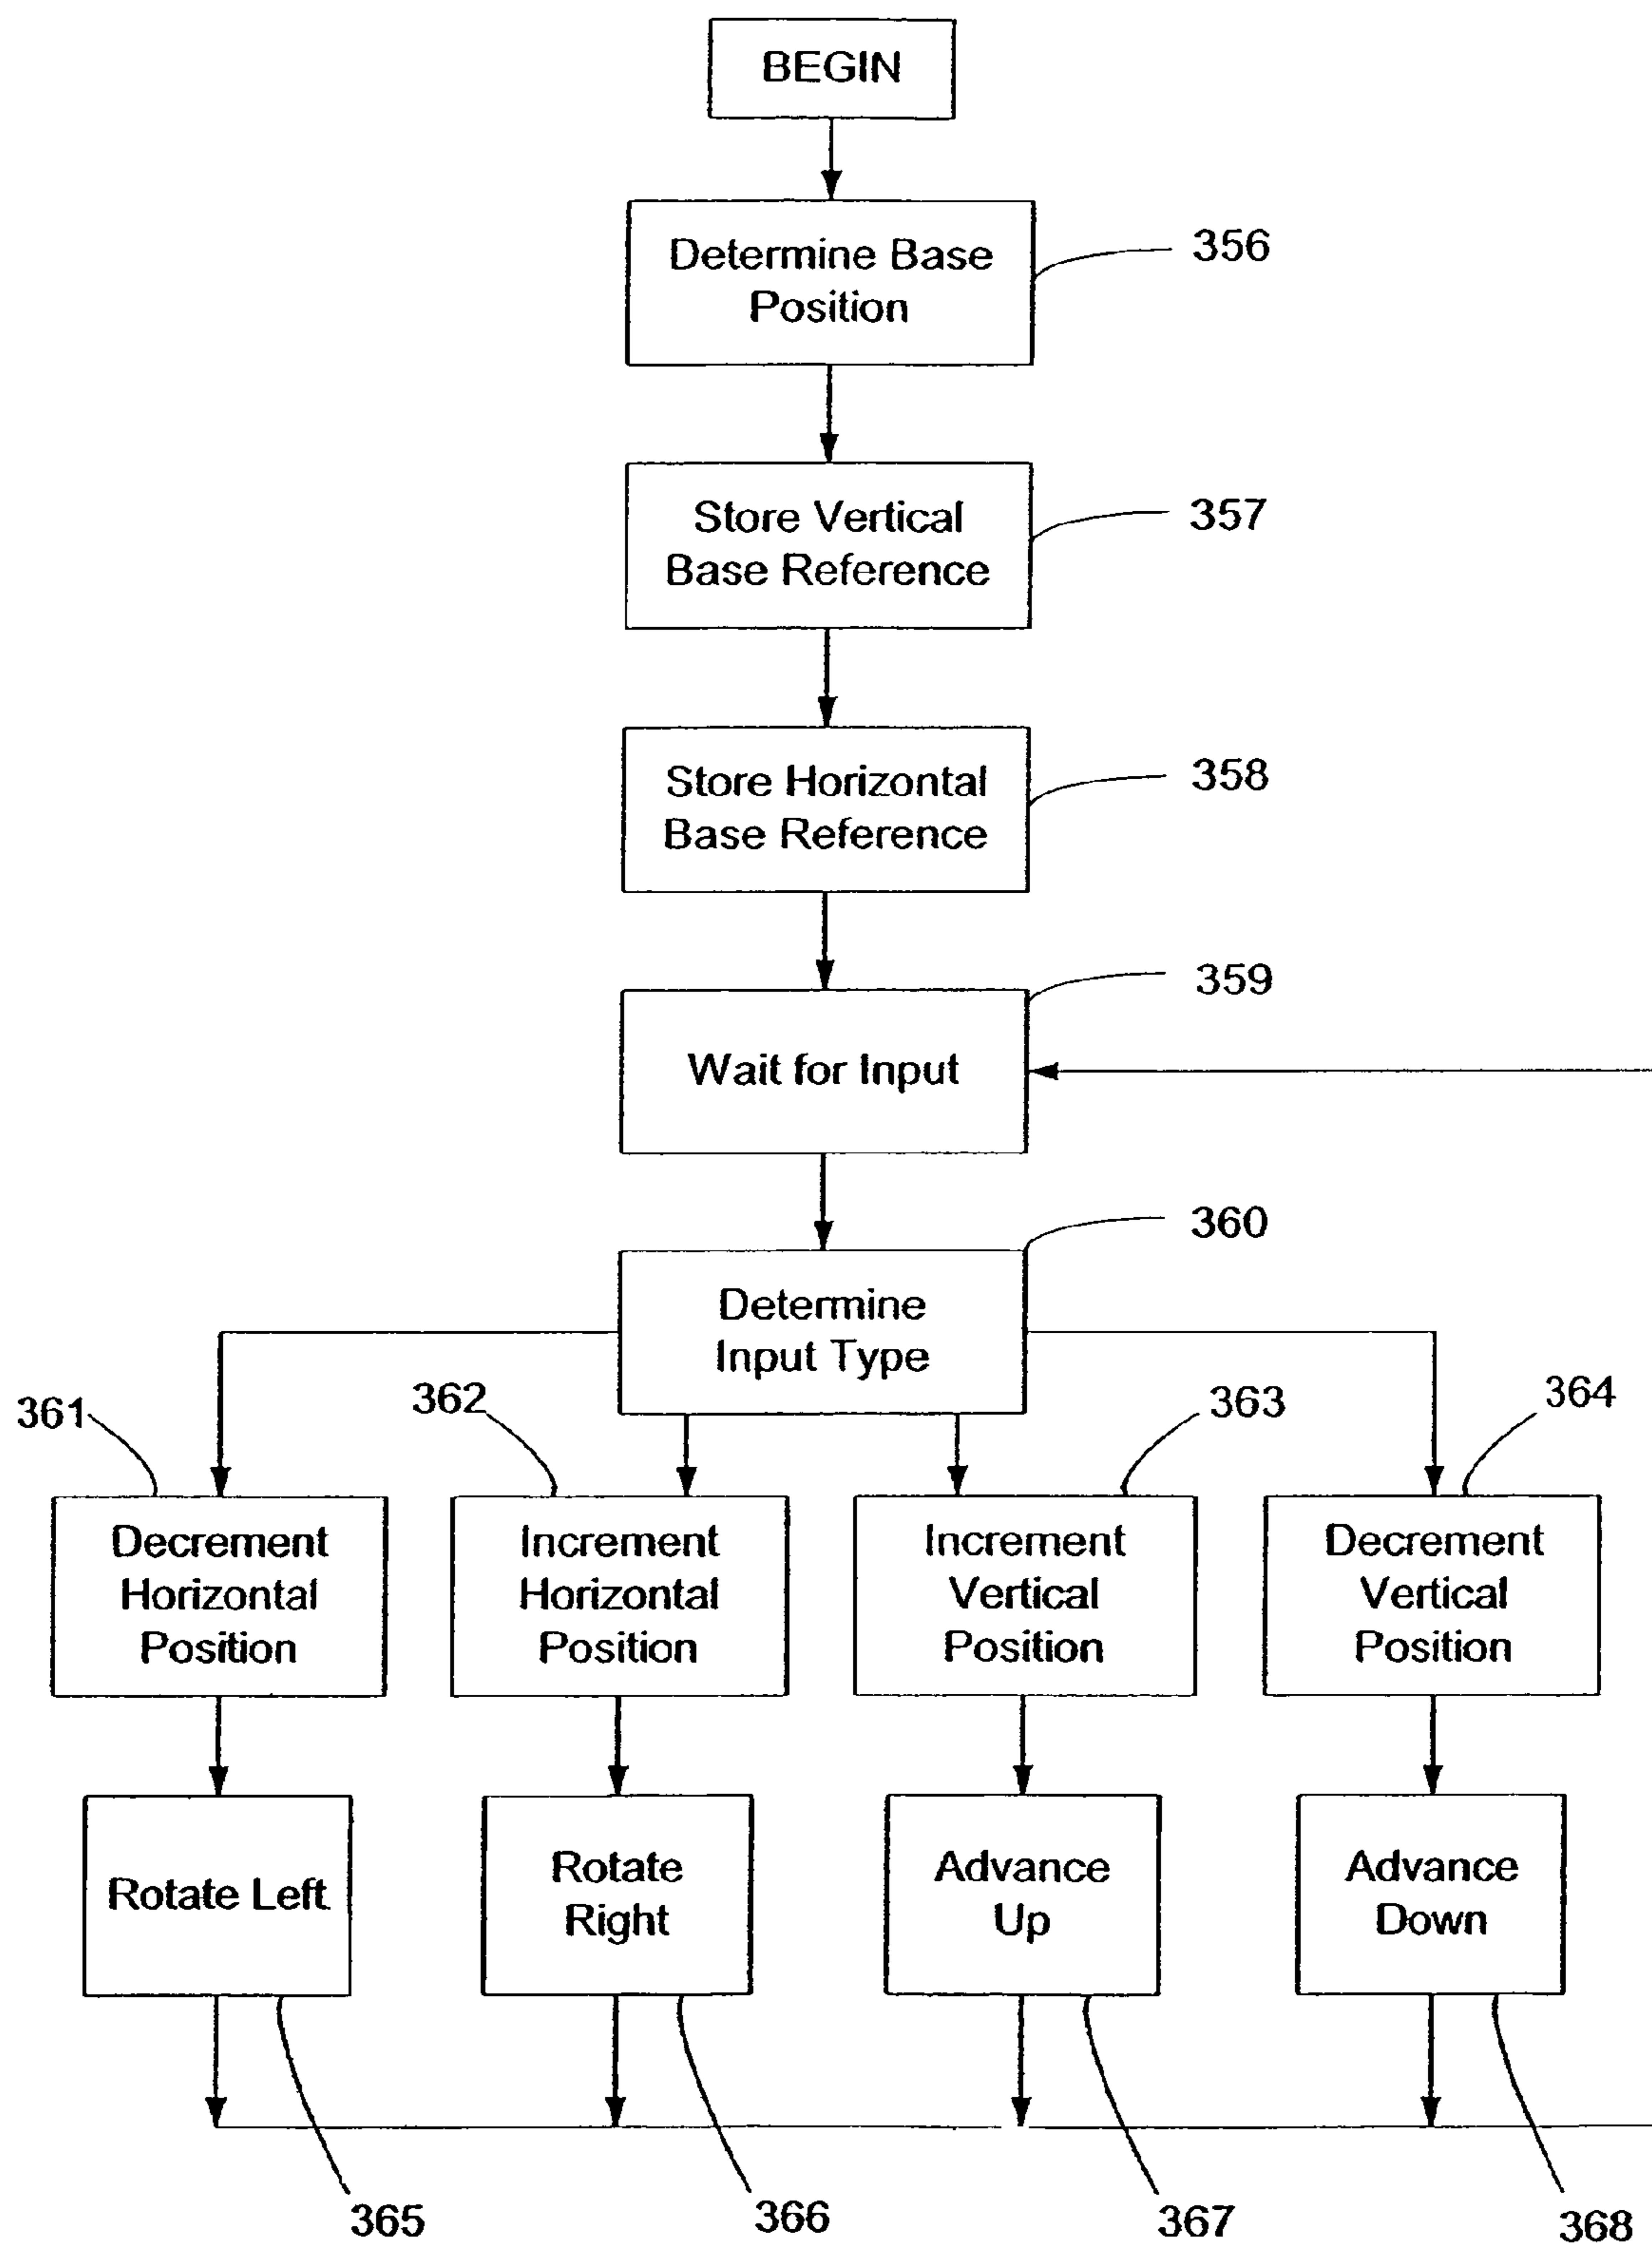 BEGIN
Determine Base
Position
356
Store Vertical
Base Reference
357
Store Horizontal
Base Reference
358
359
Wait for Input
360
Determine
Input Type
361
362
363
364
Decrement
Horizontal
Position
Increment
Horizontal
Position
Increment
Vertical
Position
Decrement
Vertical
Position
Rotate Left
Rotate
Right
Advance
Up
Advance
Down
365
366
367
368